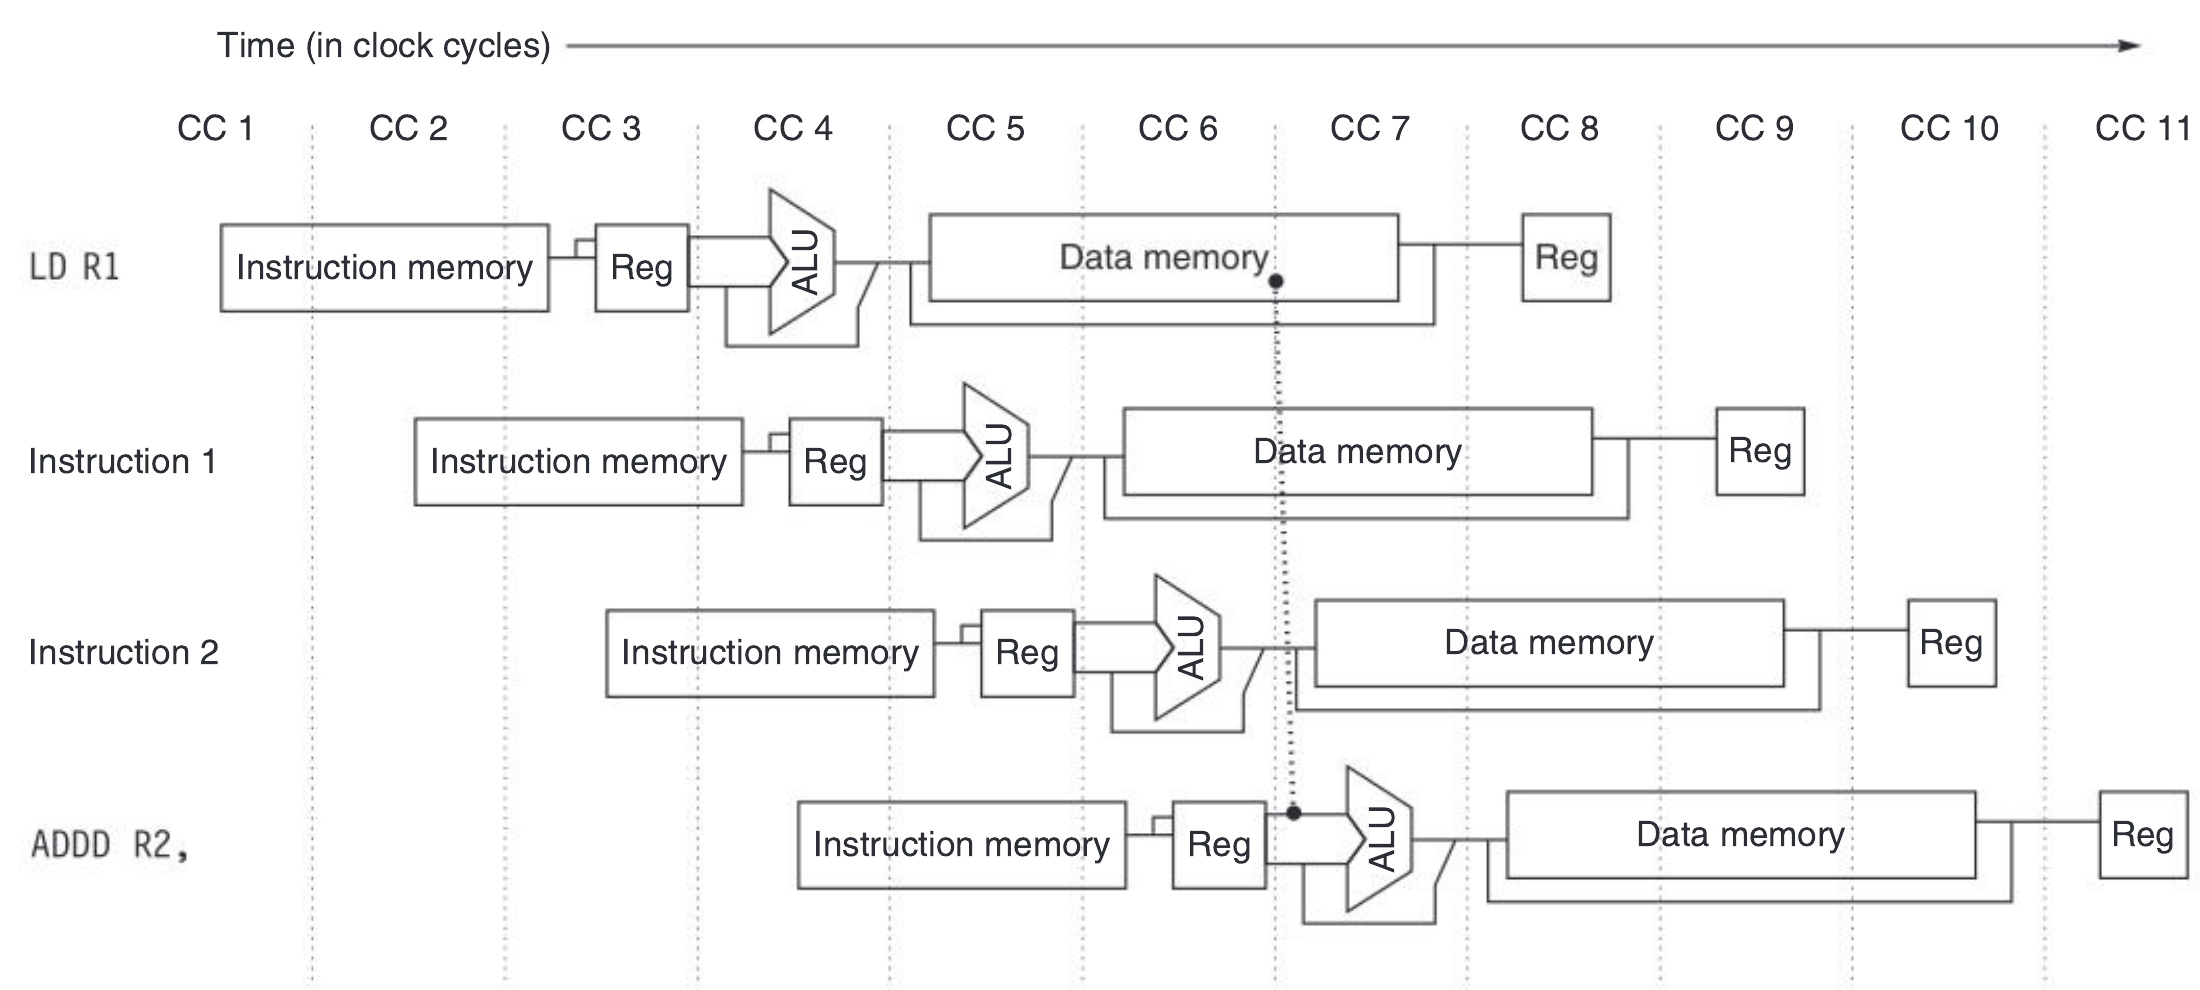 Time (in clock cycles)
CC 1 CC 2 CC 3 CC 4 CC 5 CC 6 CC 7 CC 8 CC 9 CC 10 CC 11
LD R1 Instruction memory Reg ALU Data memory Reg
Instruction 1 Instruction memory Reg ALU Data memory Reg
Instruction 2 Instruction memory Reg ALU Data memory Reg
ADDD R2, Instruction memory Reg ALU Data memory Reg